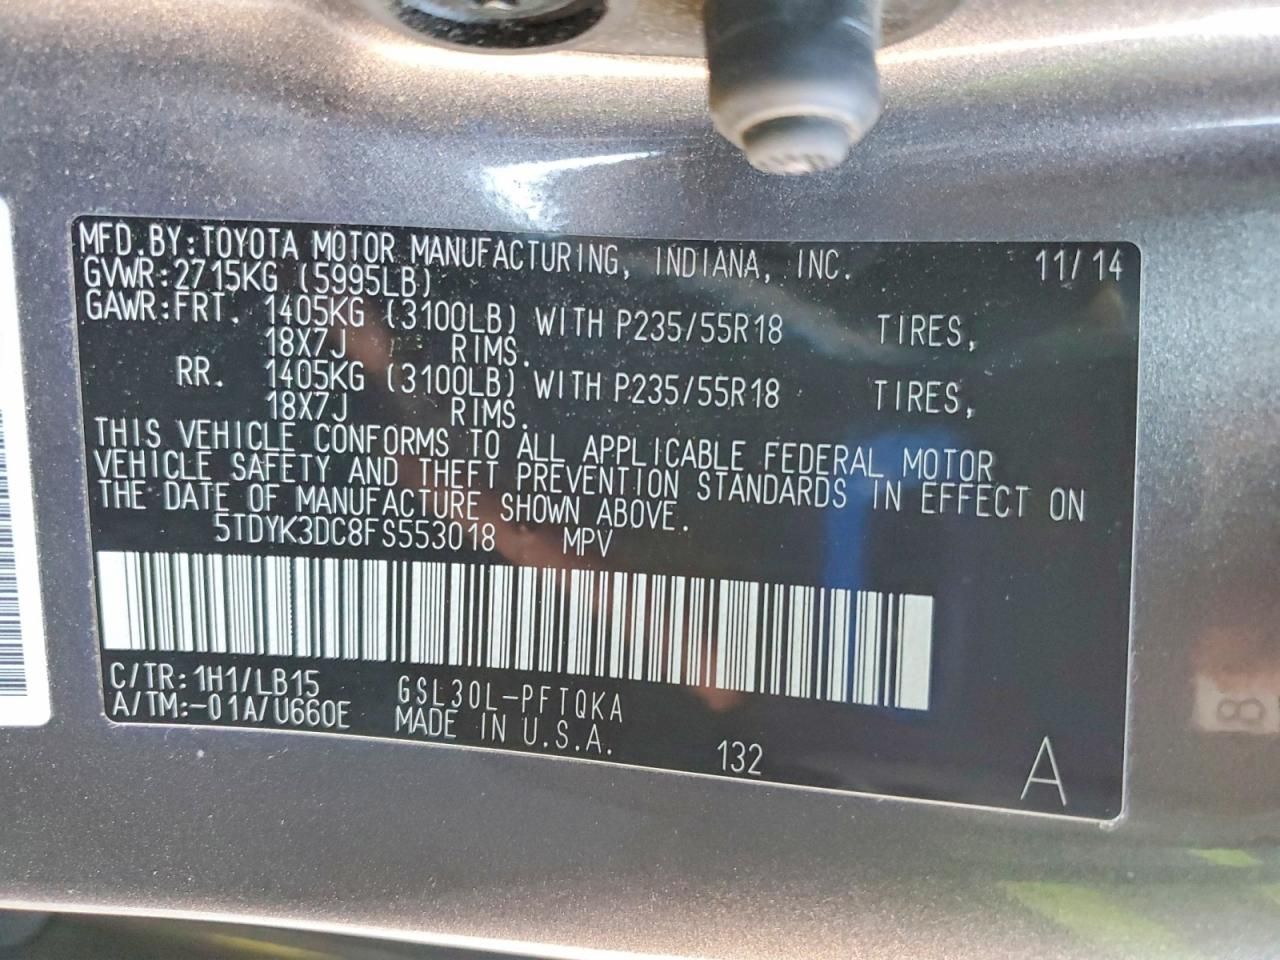 MFD.BY:TOYOTA MOTOR MANUFACTURING, INDIANA, INC. 11/14
GVWR:2715KG (5995LB)
GAWR:FRT. 1405KG (3100LB) WITH P235/55R18 TIRES,
18X7J RIMS.
RR. 1405KG (3100LB) WITH P235/55R18 TIRES,
18X7J RIMS.
THIS VEHICLE CONFORMS TO ALL APPLICABLE FEDERAL MOTOR
VEHICLE SAFETY AND THEFT PREVENTION STANDARDS IN EFFECT ON
THE DATE OF MANUFACTURE SHOWN ABOVE.
5TDYK3DC8FS553018 MPV
C/TR:1H1/LB15 GSL30L-PFTQKA
A/TM:-01A/U660E MADE IN U.S.A.
132 A
8